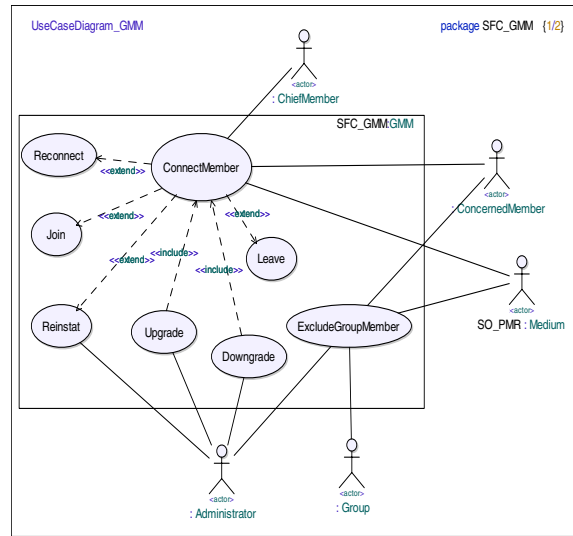 UseCaseDiagram_GMM
package SFC_GMM {1/2}
<actor>
: ChiefMember
SFC_GMM:GMM
Reconnect
ConnectMember
<<extend>>
<actor>
: ConcernedMember
Join
<<extend>>
<<extend>>
<<extend>>
<<include>>
<<include>>
Leave
<actor>
SO_PMR : Medium
Reinstat
Upgrade
ExcludeGroupMember
Downgrade
<actor>
: Administrator
<actor>
: Group